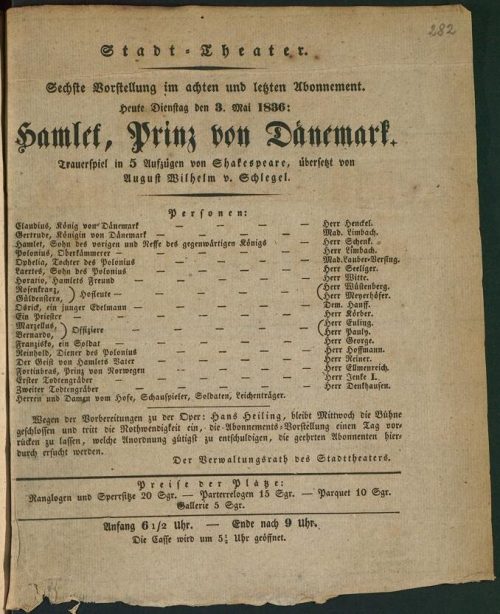 282
Stadt-Theater.
Sechste Vorstellung im achten und letzten Abonnement.
Heute Dienstag den 3. Mai 1836:
Hamlet, Prinz von Dänemark.
Trauerspiel in 5 Aufzügen von Shakespeare, übersetzt von
August Wilhelm v. Schlegel.
Personen:
Claudius, König von Dänemark — — — — — Herr Henckel.
Gertrude, Königin von Dänemark — — — — — Mad. Limbach.
Hamlet, Sohn des vorigen und Neffe des gegenwärtigen Königs — — Herr Schenk.
Polonius, Oberkämmerer — — — — — — Herr Limbach.
Ophelia, Tochter des Polonius — — — — — Mad. Lauber-Versing.
Laertes, Sohn des Polonius — — — — — Herr Seeliger.
Horatio, Hamlets Freund — — — — — — Herr Witte.
Rosenkranz, ) Hofleute — — — — — — (Herr Wüstenberg.
Güldenstern, (Herr Meyerhöfer.
Osrick, ein junger Edelmann — — — — — Dem. Hanff.
Ein Priester — — — — — — — Herr Körber.
Marzellus, ) Offiziere — — — — — — (Herr Euling.
Bernardo, (Herr Pauly.
Franzisko, ein Soldat — — — — — — Herr George.
Reinhold, Diener des Polonius — — — — — Herr Hoffmann.
Der Geist von Hamlets Vater — — — — — Herr Reiner.
Fortinbras, Prinz von Norwegen — — — — — Herr Ellmenreich.
Erster Todtengräber — — — — — — Herr Jenke I.
Zweiter Todtengräber — — — — — — Herr Denkhausen.
Herren und Damen vom Hofe, Schauspieler, Soldaten, Leichenträger.
Wegen der Vorbereitungen zu der Oper: Hans Heiling, bleibt Mittwoch die Bühne
geschlossen und tritt die Nothwendigkeit ein, die Abonnements-Vorstellung einen Tag vor-
rücken zu lassen, welche Anordnung gütigst zu entschuldigen, die geehrten Abonnenten hier-
durch ersucht werden.
Der Verwaltungsrath des Stadttheaters.
Preise der Plätze:
Ranglogen und Sperrsitze 20 Sgr. — Parterrelogen 15 Sgr. — Parquet 10 Sgr.
Gallerie 5 Sgr.
Anfang 6 1/2 Uhr. — Ende nach 9 Uhr.
Die Casse wird um 5½ Uhr geöffnet.